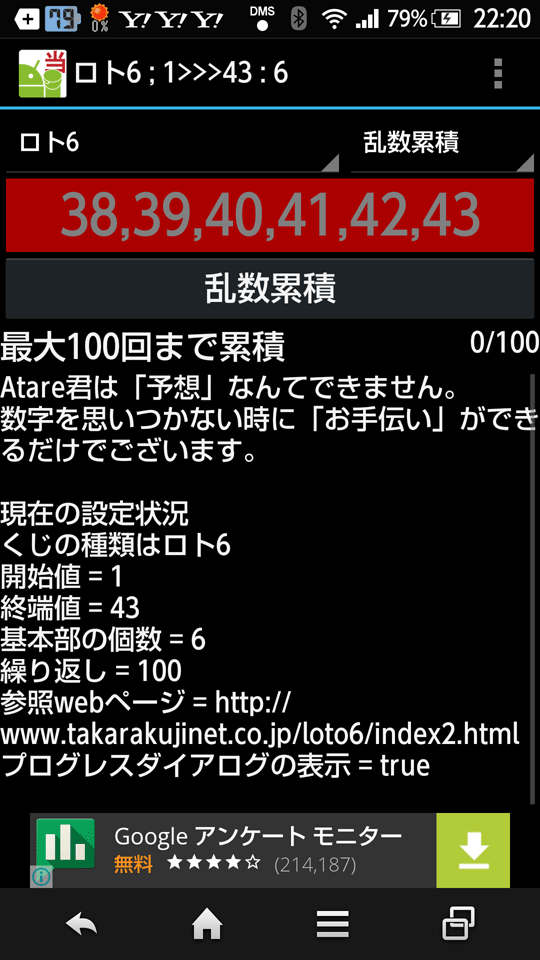 79 0% Y! Y! Y! DMS 79% 22:20
当 ロト6 ; 1>>>43 : 6
ロト6 乱数累積
38,39,40,41,42,43
乱数累積
最大100回まで累積 0/100
Atare君は「予想」なんてできません。
数字を思いつかない時に「お手伝い」ができ
るだけでございます。
現在の設定状況
くじの種類はロト6
開始値 = 1
終端値 = 43
基本部の個数 = 6
繰り返し = 100
参照webページ = http://
www.takarakujinet.co.jp/loto6/index2.html
プログレスダイアログの表示 = true
Google アンケート モニター
無料 ★★★★☆ (214,187)